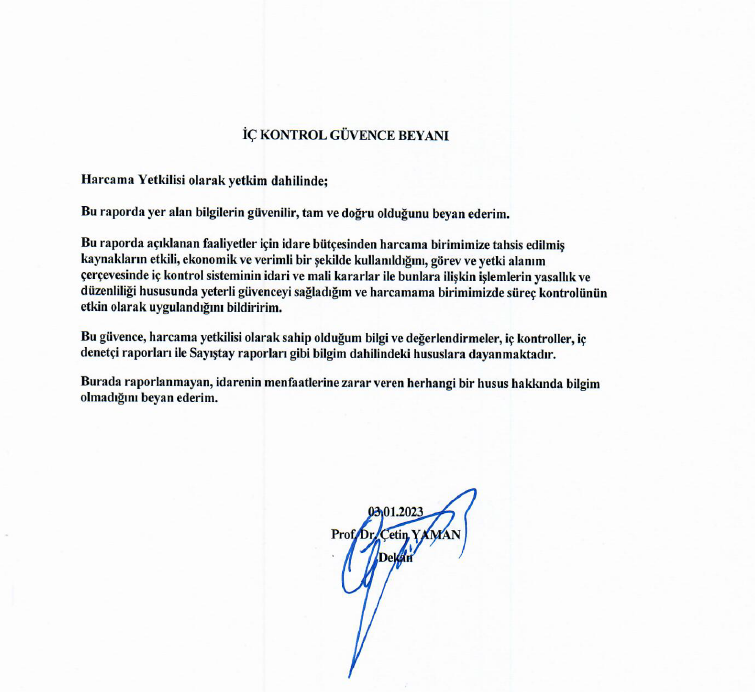 İÇ KONTROL GÜVENCE BEYANI
Harcama Yetkilisi olarak yetkim dahilinde;
Bu raporda yer alan bilgilerin güvenilir, tam ve doğru olduğunu beyan ederim.
Bu raporda açıklanan faaliyetler için idare bütçesinden harcama birimimize tahsis edilmiş
kaynakların etkili, ekonomik ve verimli bir şekilde kullanıldığını, görev ve yetki alanım
çerçevesinde iç kontrol sisteminin idari ve mali kararlar ile bunlara ilişkin işlemlerin yasallık ve
düzenliliği hususunda yeterli güvenceyi sağladığım ve harcamama birimimizde süreç kontrolünün
etkin olarak uygulandığını bildiririm.
Bu güvence, harcama yetkilisi olarak sahip olduğum bilgi ve değerlendirmeler, iç kontroller, iç
denetçi raporları ile Sayıştay raporları gibi bilgim dahilindeki hususlara dayanmaktadır.
Burada raporlanmayan, idarenin menfaatlerine zarar veren herhangi bir husus hakkında bilgim
olmadığını beyan ederim.
03.01.2023
Prof. Dr. Çetin YAMAN
Dekan